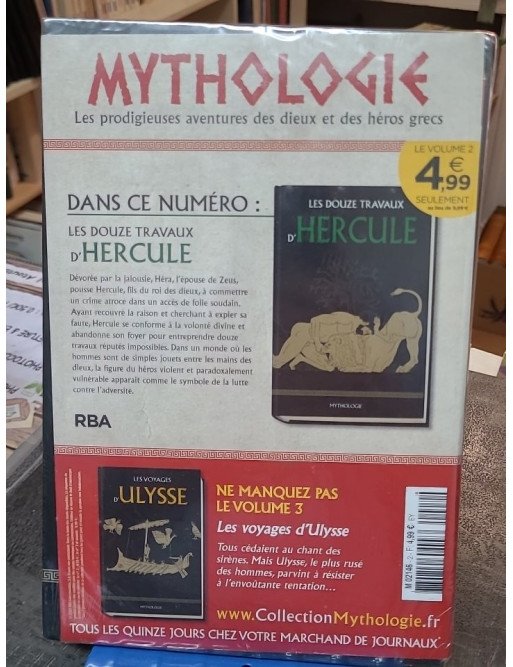 MYTHOLOGIE
Les prodigieuses aventures des dieux et des héros grecs
LE VOLUME 2
4€,99
SEULEMENT
au lieu de 9,99 €
DANS CE NUMÉRO :
LES DOUZE TRAVAUX
D'HERCULE
Dévorée par la jalousie, Héra, l'épouse de Zeus,
pousse Hercule, fils du roi des dieux, à commettre
un crime atroce dans un accès de folie soudain.
Ayant recouvré la raison et cherchant à expier sa
faute, Hercule se conforme à la volonté divine et
abandonne son foyer pour entreprendre douze
travaux réputés impossibles. Dans un monde où les
hommes sont de simples jouets entre les mains des
dieux, la figure du héros violent et paradoxalement
vulnérable apparaît comme le symbole de la lutte
contre l'adversité.
RBA
LES DOUZE TRAVAUX
D'HERCULE
MYTHOLOGIE
LES VOYAGES
D'ULYSSE
MYTHOLOGIE
NE MANQUEZ PAS
LE VOLUME 3
Les voyages d'Ulysse
Tous cédaient au chant des
sirènes. Mais Ulysse, le plus rusé
des hommes, parvint à résister
à l'envoûtante tentation…
www.CollectionMythologie.fr
TOUS LES QUINZE JOURS CHEZ VOTRE MARCHAND DE JOURNAUX